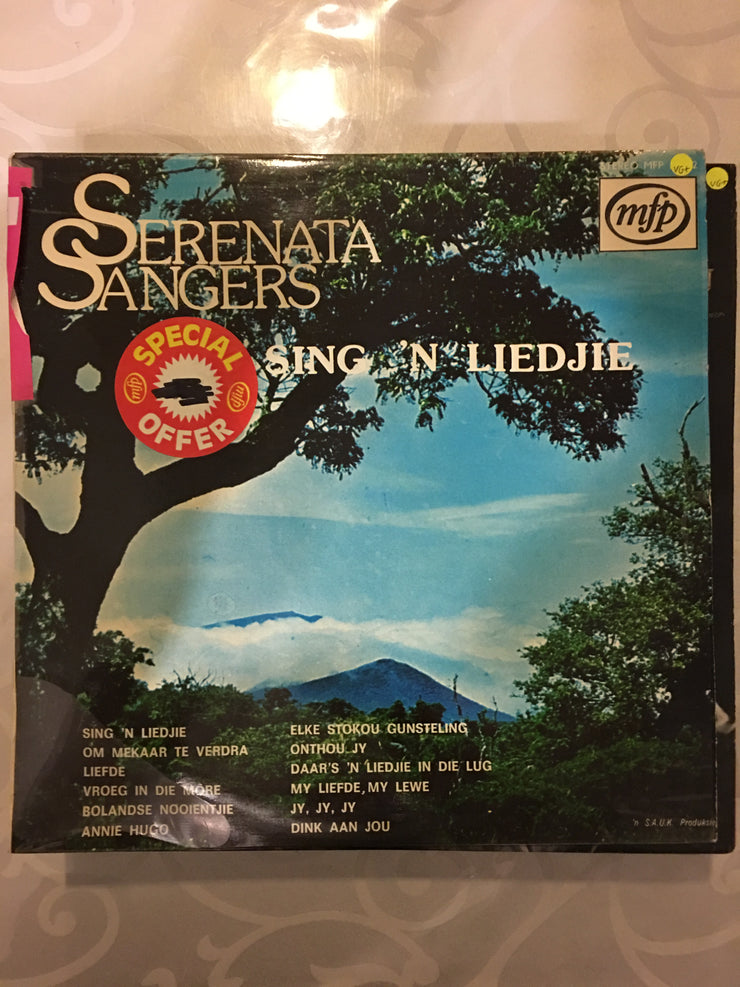 STEREO MFP
VG+
VG+
mfp
SERENATA
SANGERS
SING 'N LIEDJIE
SPECIAL
mfp
mfp
OFFER
SING 'N LIEDJIE
OM MEKAAR TE VERDRA
LIEFDE
VROEG IN DIE MÔRE
BOLANDSE NOOIENTJIE
ANNIE HUGO
ELKE STOKOU GUNSTELING
ONTHOU JY
DAAR'S 'N LIEDJIE IN DIE LUG
MY LIEFDE, MY LEWE
JY, JY, JY
DINK AAN JOU
'n S.A.U.K. Produksie